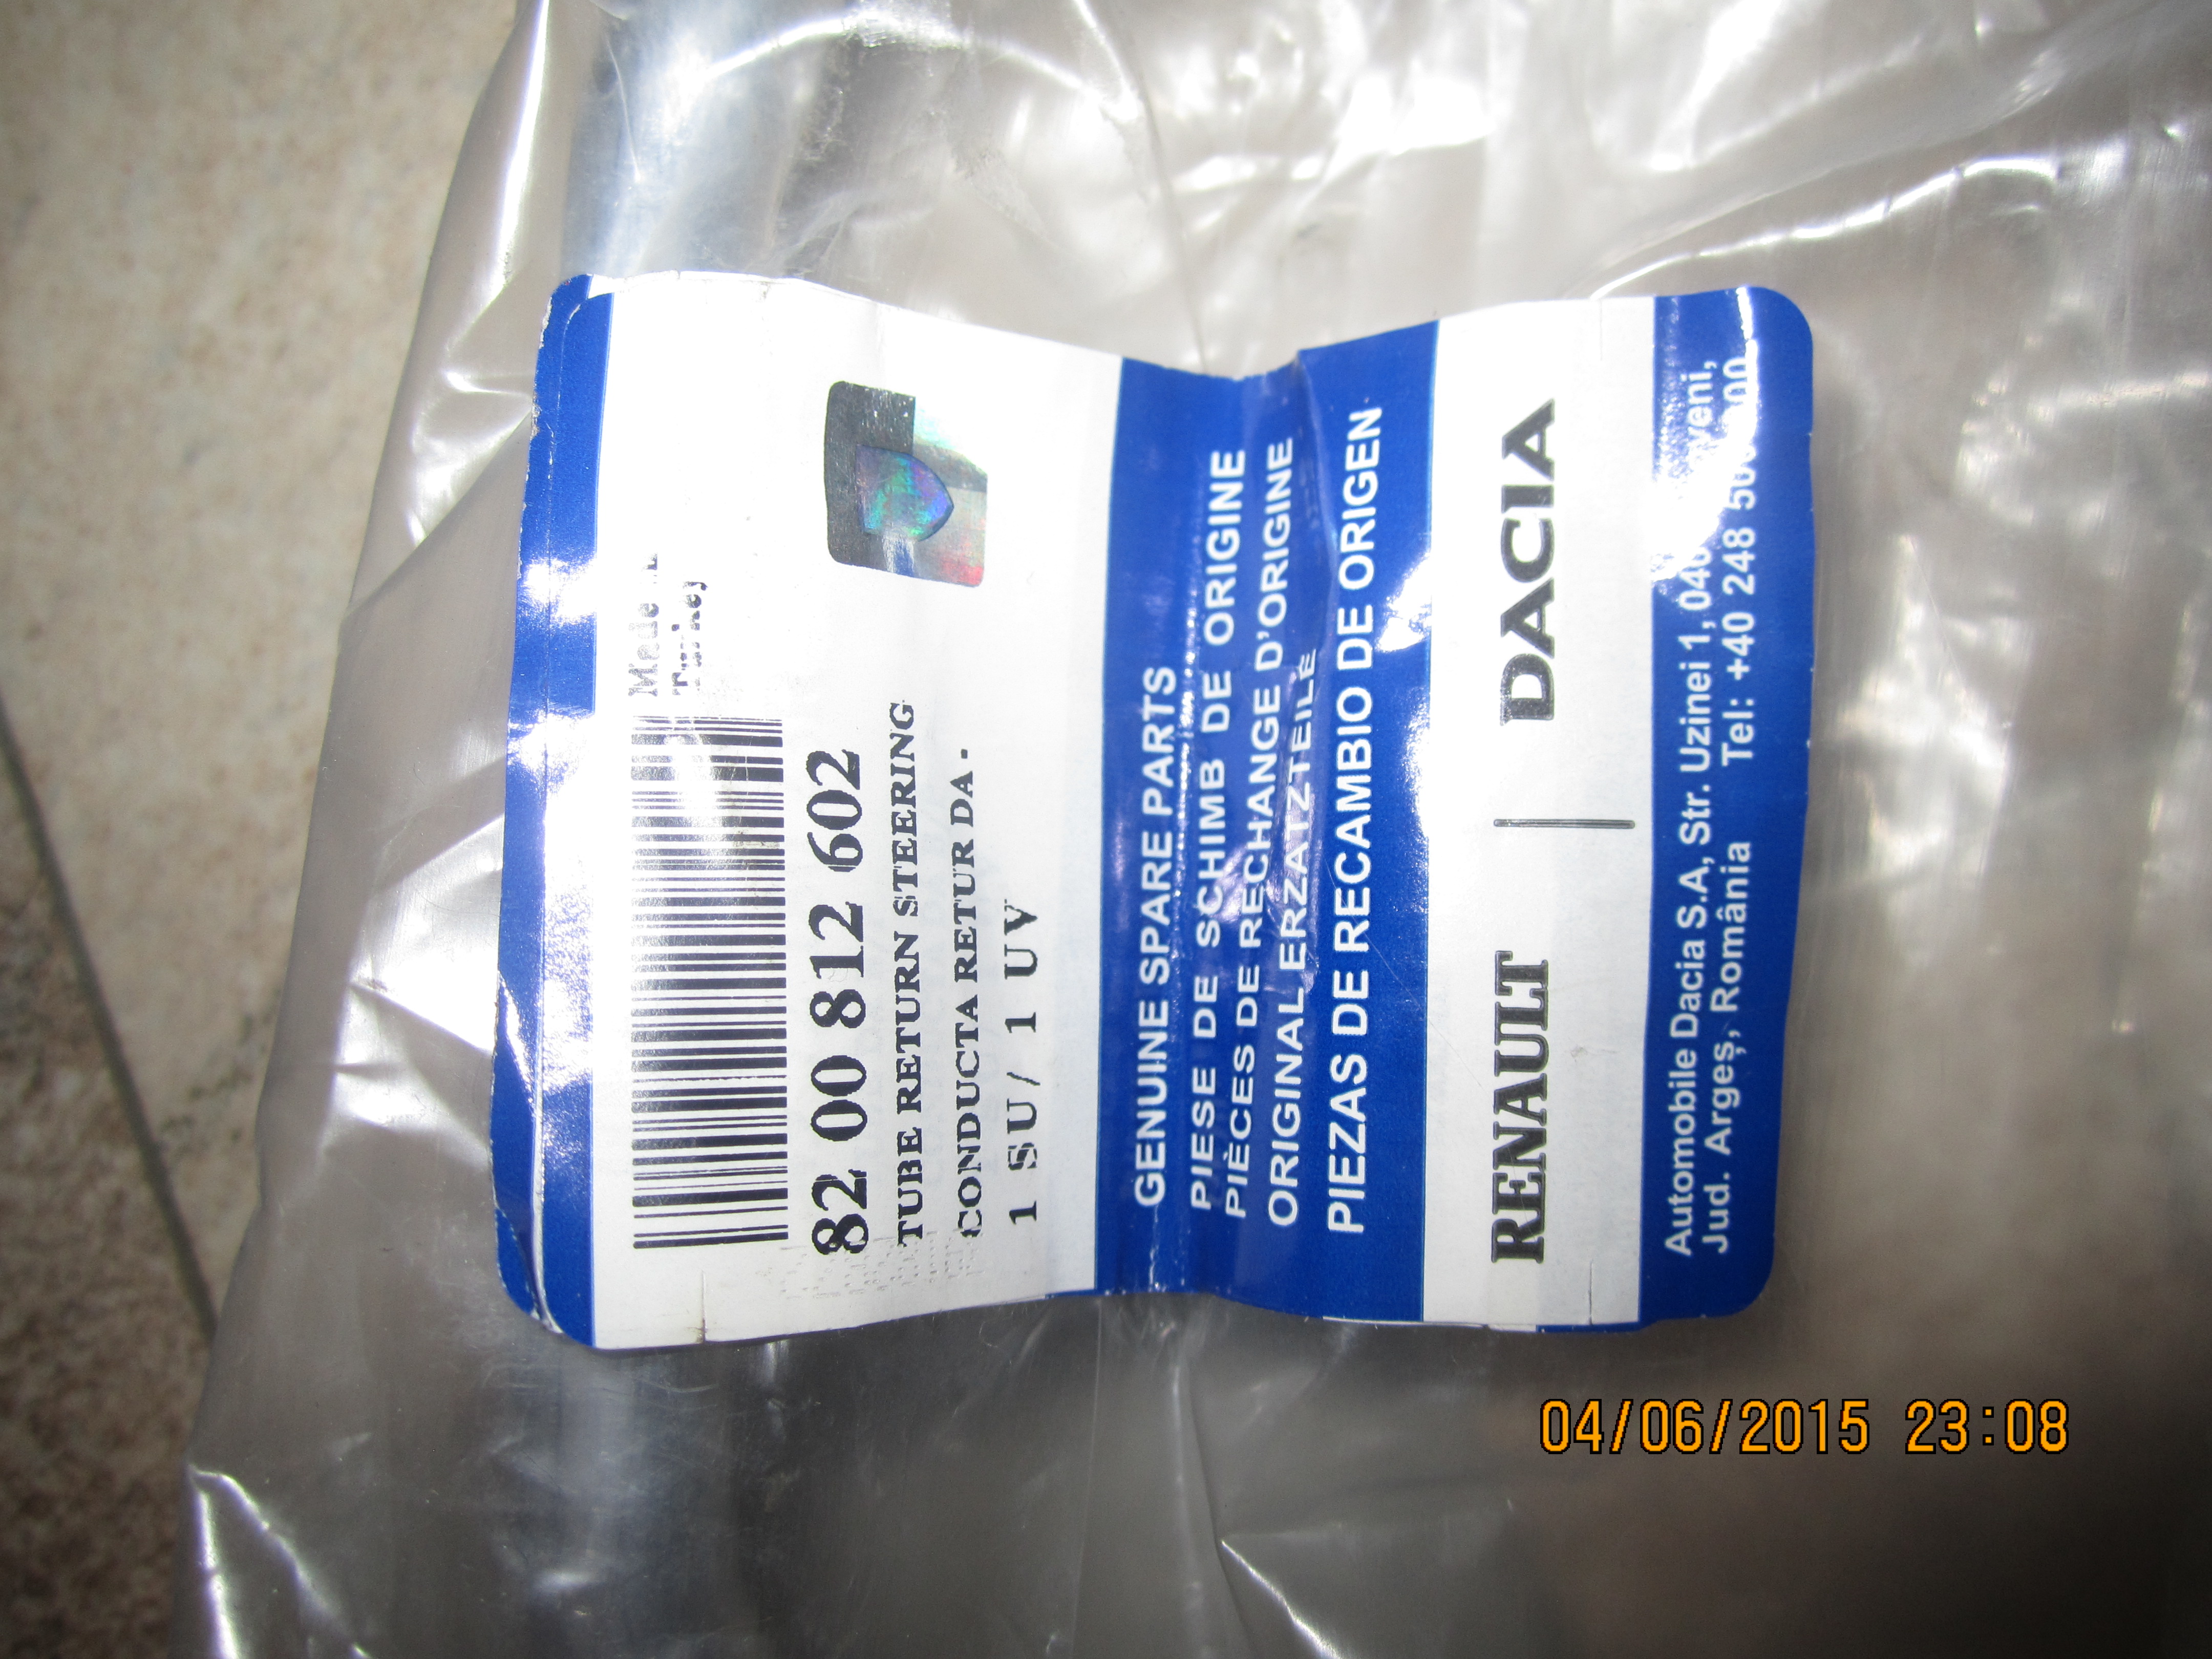 Made
Turkey
82 00 812 602
TUBE RETURN STEERING
CONDUCTA RETUR DA.
1 SU/ 1 UV
GENUINE SPARE PARTS
PIESE DE SCHIMB DE ORIGINE
PIÈCES DE RECHANGE D'ORIGINE
ORIGINAL ERZATZTEILE
PIEZAS DE RECAMBIO DE ORIGEN
RENAULT | DACIA
Automobile Dacia S.A, Str. Uzinei 1,
Jud. Argeș, România Tel: +40 248
04/06/2015 23:08